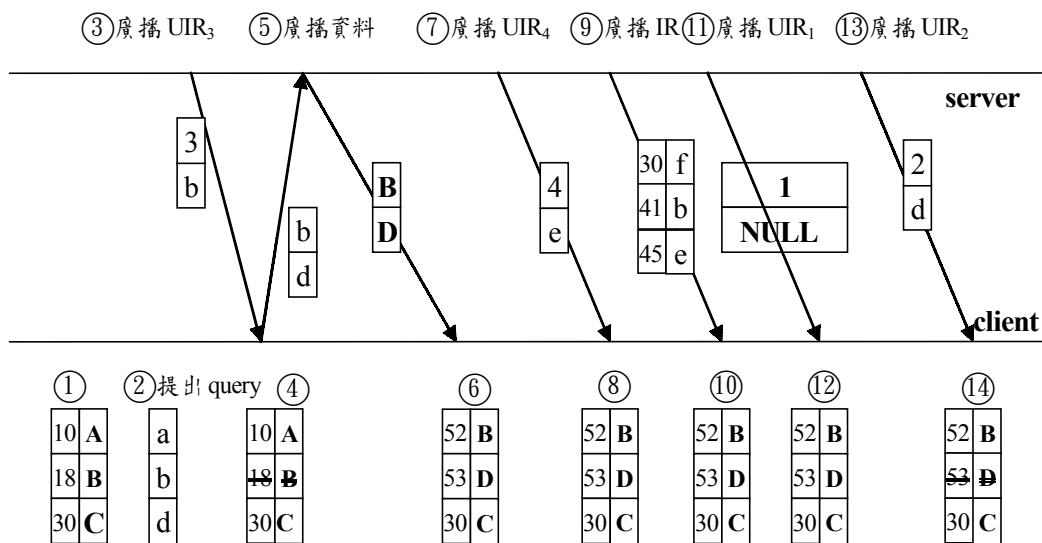 ③廣播 UIR3 ⑤廣播資料 ⑦廣播 UIR4 ⑨廣播 IR ⑪廣播 UIR1 ⑬廣播 UIR2
server
3
b
b
d
B
D
4
e
30 f
41 b
45 e
1
NULL
2
d
client
① ②提出 query ④ ⑥ ⑧ ⑩ ⑫ ⑭
10 A a 10 A 52 B 52 B 52 B 52 B 52 B
18 B b 18 B 53 D 53 D 53 D 53 D 53 D
30 C d 30 C 30 C 30 C 30 C 30 C 30 C